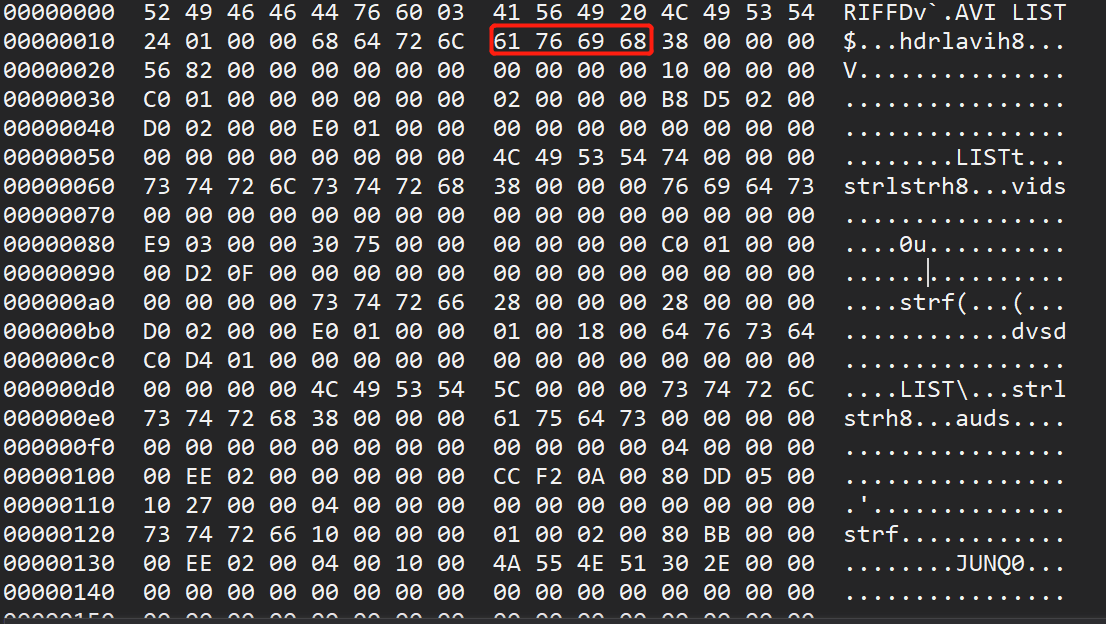 00000000 52 49 46 46 44 76 60 03 41 56 49 20 4C 49 53 54 RIFFDv`.AVI LIST
00000010 24 01 00 00 68 64 72 6C 61 76 69 68 38 00 00 00 $...hdrlavih8...
00000020 56 82 00 00 00 00 00 00 00 00 00 00 10 00 00 00 V...............
00000030 C0 01 00 00 00 00 00 00 02 00 00 00 B8 D5 02 00 ................
00000040 D0 02 00 00 E0 01 00 00 00 00 00 00 00 00 00 00 ................
00000050 00 00 00 00 00 00 00 00 4C 49 53 54 74 00 00 00 ........LISTt...
00000060 73 74 72 6C 73 74 72 68 38 00 00 00 76 69 64 73 strlstrh8...vids
00000070 00 00 00 00 00 00 00 00 00 00 00 00 00 00 00 00 ................
00000080 E9 03 00 00 30 75 00 00 00 00 00 00 C0 01 00 00 ....0u..........
00000090 00 D2 0F 00 00 00 00 00 00 00 00 00 00 00 00 00 ................
000000a0 00 00 00 00 73 74 72 66 28 00 00 00 28 00 00 00 ....strf(...(...
000000b0 D0 02 00 00 E0 01 00 00 01 00 18 00 64 76 73 64 ............dvsd
000000c0 C0 D4 01 00 00 00 00 00 00 00 00 00 00 00 00 00 ................
000000d0 00 00 00 00 4C 49 53 54 5C 00 00 00 73 74 72 6C ....LIST\...strl
000000e0 73 74 72 68 38 00 00 00 61 75 64 73 00 00 00 00 strh8...auds....
000000f0 00 00 00 00 00 00 00 00 00 00 00 00 04 00 00 00 ................
00000100 00 EE 02 00 00 00 00 00 CC F2 0A 00 80 DD 05 00 ................
00000110 10 27 00 00 04 00 00 00 00 00 00 00 00 00 00 00 .'..............
00000120 73 74 72 66 10 00 00 00 01 00 02 00 80 BB 00 00 strf............
00000130 00 EE 02 00 04 00 10 00 4A 55 4E 51 30 2E 00 00 ........JUNQ0...
00000140 00 00 00 00 00 00 00 00 00 00 00 00 00 00 00 00 ................